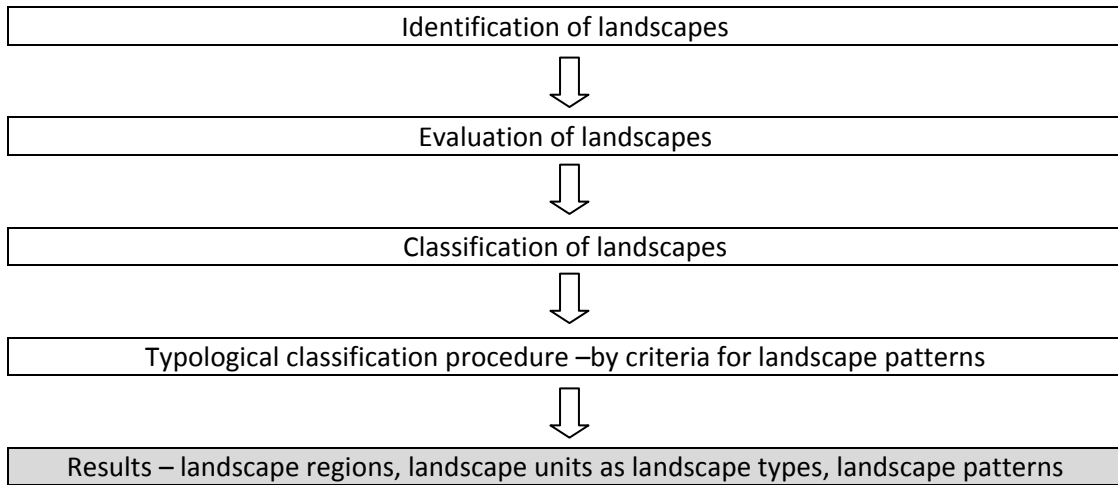 Identification of landscapes
Evaluation of landscapes
Classification of landscapes
Typological classification procedure –by criteria for landscape patterns
Results – landscape regions, landscape units as landscape types, landscape patterns